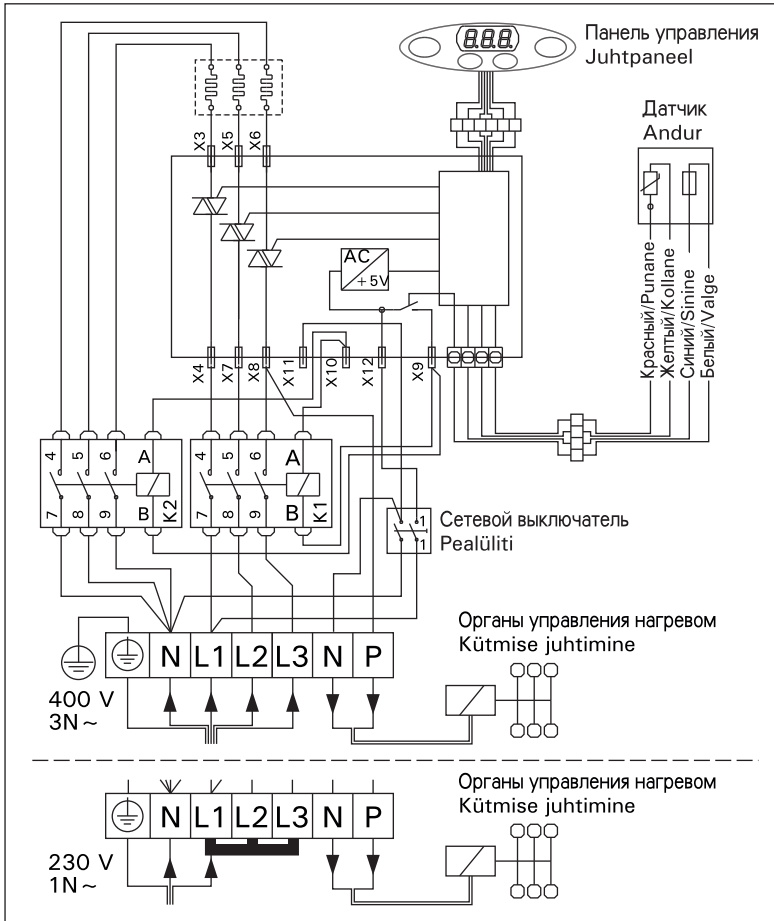 8.8.8.
Панель управления
Juhtpaneel
Датчик
Andur
X3
X5
X6
AC
+5V
Красный/Punane
Желтый/Kollane
Синий/Sinine
Белый/Valge
X4
X7
X8
X11
X10
X12
X9
4
5
6
A
7
8
9
B
K2
4
5
6
A
7
8
9
B
K1
1
1
Сетевой выключатель
Pealüliti
Органы управления нагревом
Kütmise juhtimine
N L1 L2 L3 N P
400 V
3N~
Органы управления нагревом
Kütmise juhtimine
N L1 L2 L3 N P
230 V
1N~